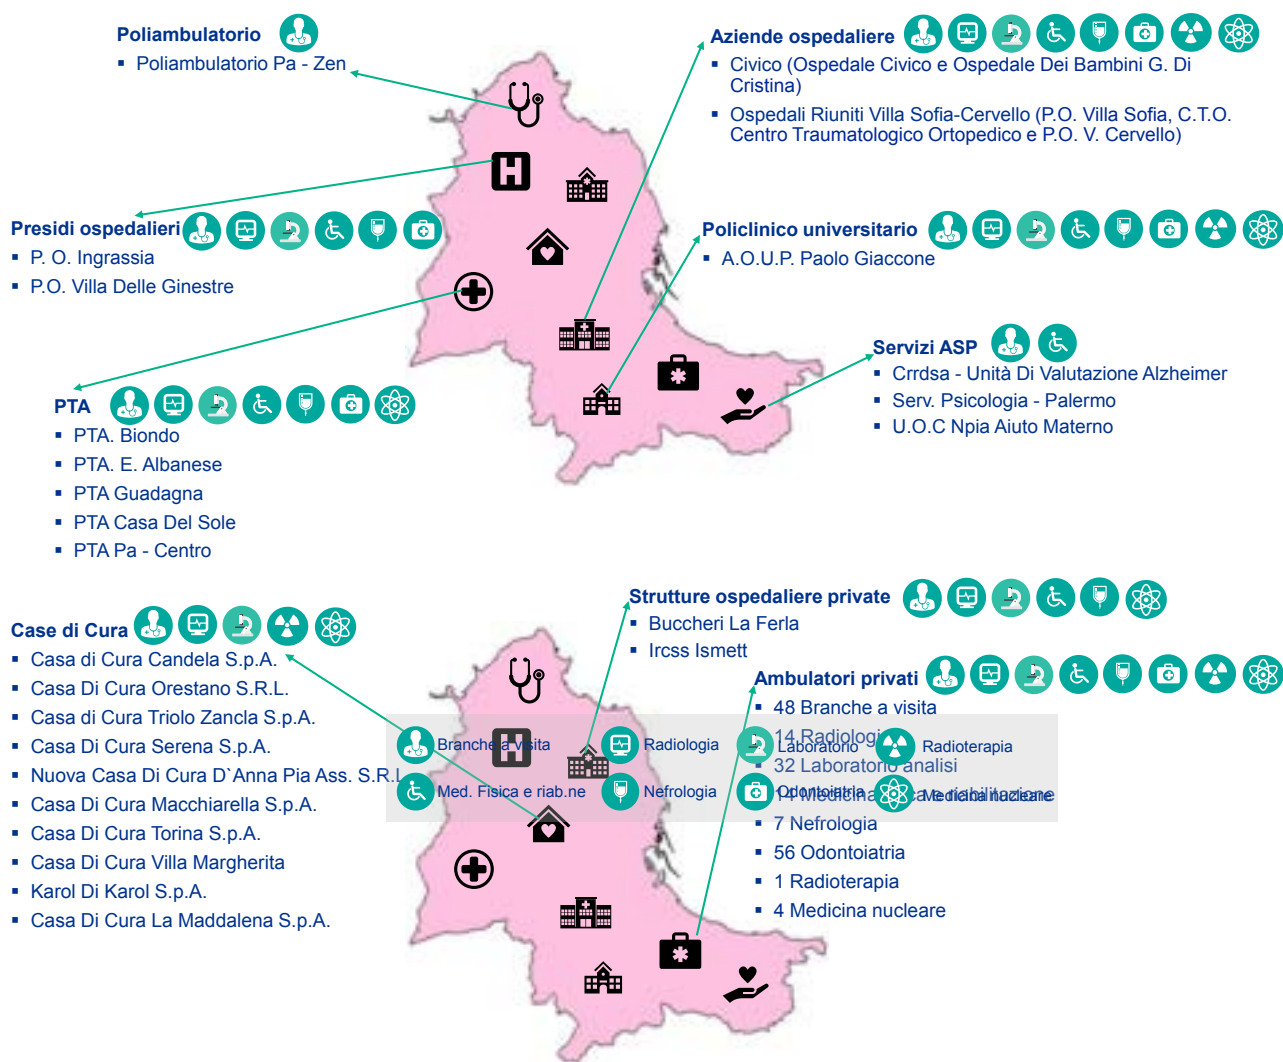 Poliambulatorio
▪ Poliambulatorio Pa - Zen
Aziende ospedaliere
▪ Civico (Ospedale Civico e Ospedale Dei Bambini G. Di
Cristina)
▪ Ospedali Riuniti Villa Sofia-Cervello (P.O. Villa Sofia, C.T.O.
Centro Traumatologico Ortopedico e P.O. V. Cervello)
Presidi ospedalieri
▪ P. O. Ingrassia
▪ P.O. Villa Delle Ginestre
Policlinico universitario
▪ A.O.U.P. Paolo Giaccone
Servizi ASP
▪ Crrdsa - Unità Di Valutazione Alzheimer
▪ Serv. Psicologia - Palermo
▪ U.O.C Npia Aiuto Materno
PTA
▪ PTA. Biondo
▪ PTA. E. Albanese
▪ PTA Guadagna
▪ PTA Casa Del Sole
▪ PTA Pa - Centro
Case di Cura
▪ Casa di Cura Candela S.p.A.
▪ Casa Di Cura Orestano S.R.L.
▪ Casa di Cura Triolo Zancla S.p.A.
▪ Casa Di Cura Serena S.p.A.
▪ Nuova Casa Di Cura D`Anna Pia Ass. S.R.L
▪ Casa Di Cura Macchiarella S.p.A.
▪ Casa Di Cura Torina S.p.A.
▪ Casa Di Cura Villa Margherita
▪ Karol Di Karol S.p.A.
▪ Casa Di Cura La Maddalena S.p.A.
Strutture ospedaliere private
▪ Buccheri La Ferla
▪ Ircss Ismett
Ambulatori privati
▪ 48 Branche a visita
▪ 14 Radiologi
▪ 32 Laboratorio analisi
▪ 14 Medicina riabilitazione
▪ 7 Nefrologia
▪ 56 Odontoiatria
▪ 1 Radioterapia
▪ 4 Medicina nucleare
Branche a visita
Radiologia
Laboratorio
Radioterapia
Med. Fisica e riab.ne
Nefrologia
Odontoiatria
Medicina nucleare
H
H